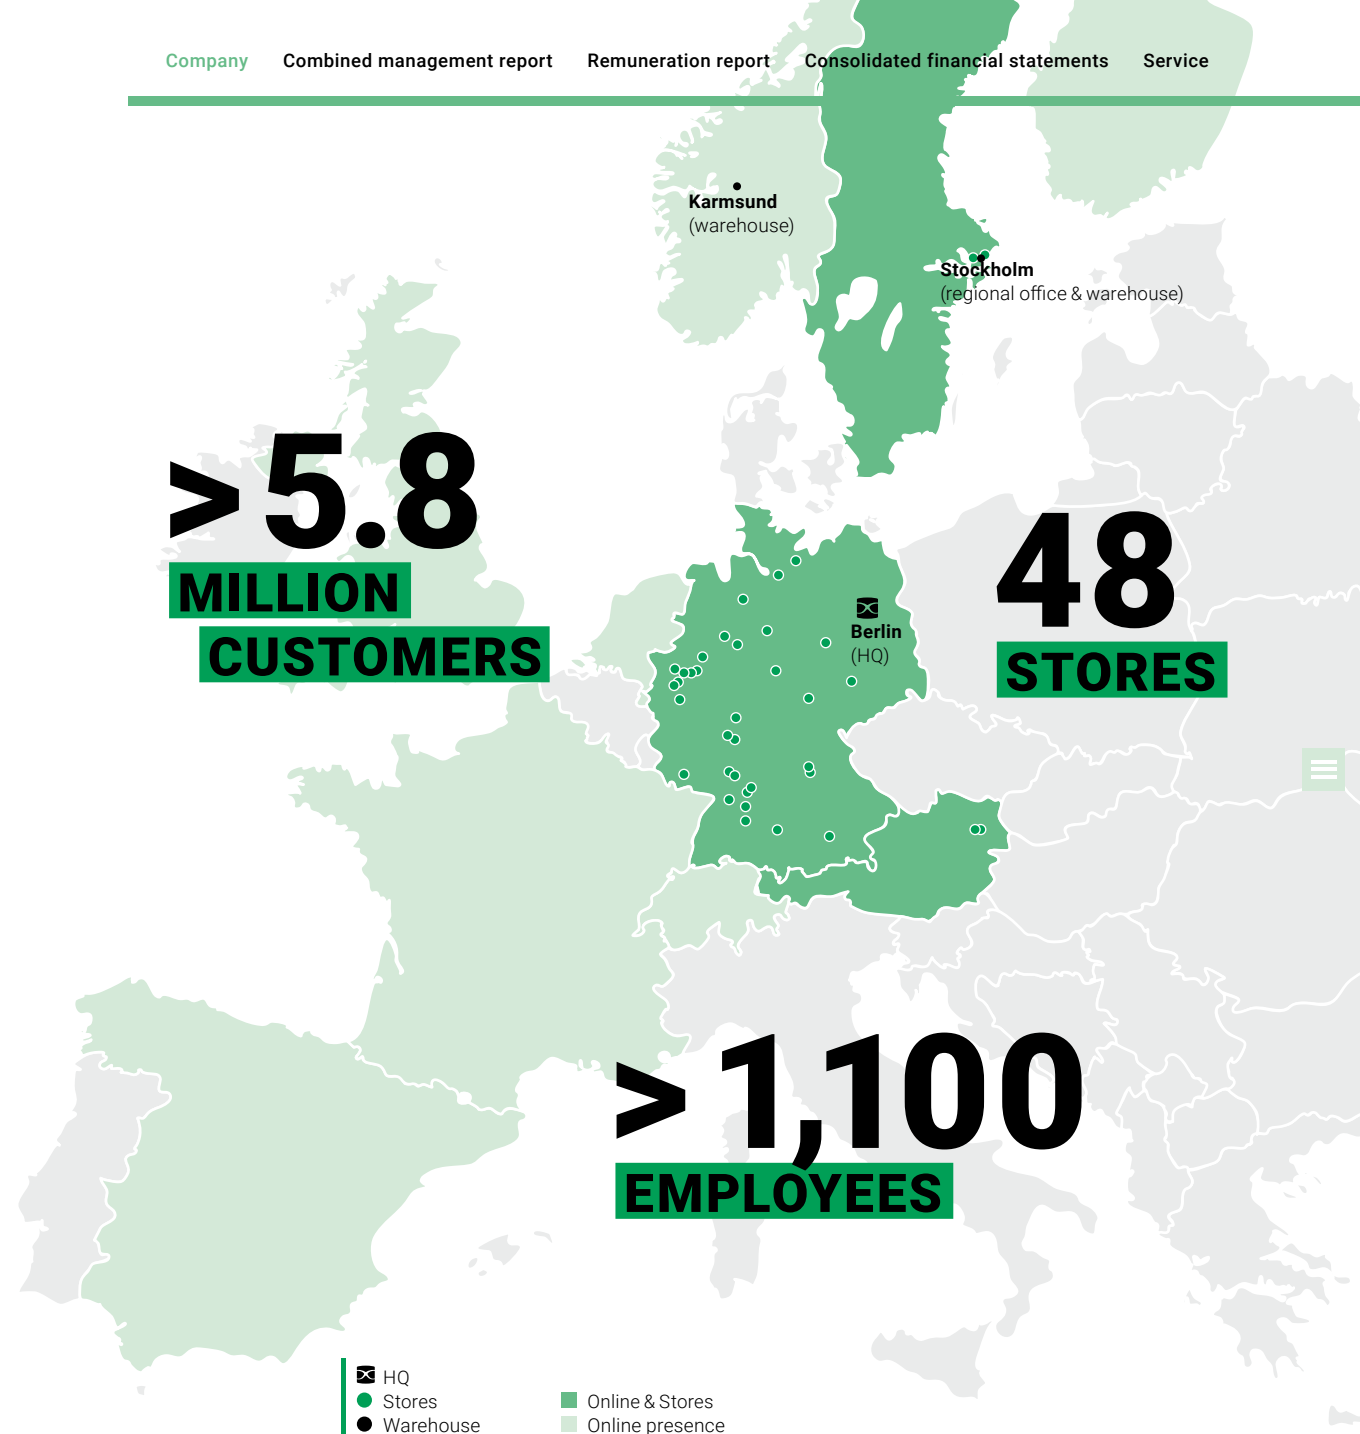 Company Combined management report Remuneration report Consolidated financial statements Service
Karmsund
(warehouse)
Stockholm
(regional office & warehouse)
>5.8
MILLION
CUSTOMERS
48
STORES
Berlin
(HQ)
>1,100
EMPLOYEES
HQ
Stores
Warehouse
Online & Stores
Online presence